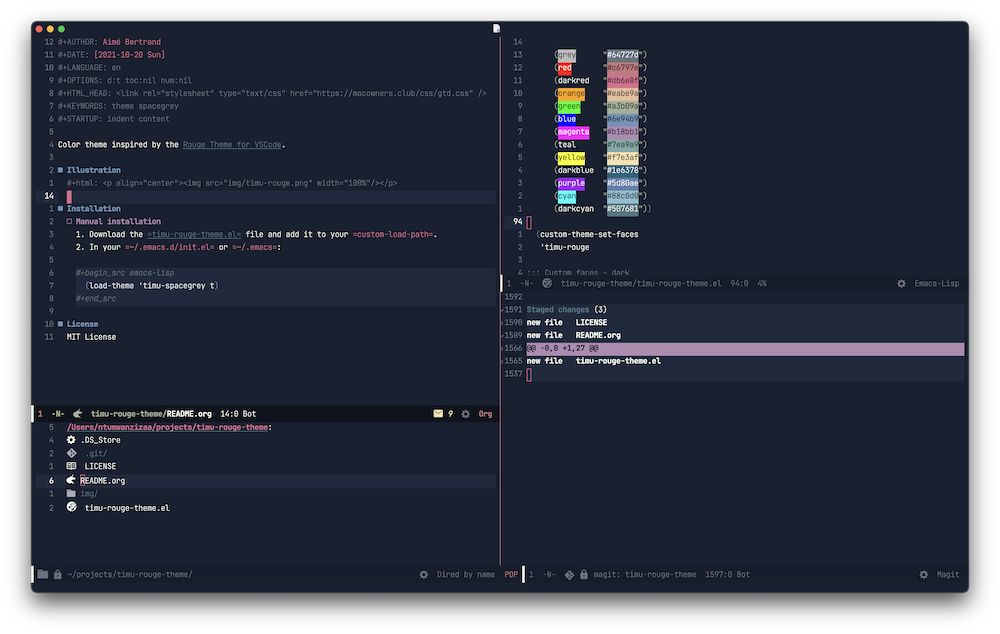 12 #+AUTHOR: Aimé Bertrand
11 #+DATE: [2021-10-20 Sun]
10 #+LANGUAGE: en
9 #+OPTIONS: d:t toc:nil num:nil
8 #+HTML_HEAD: <link rel="stylesheet" type="text/css" href="https://macowners.club/css/gtd.css" />
7 #+KEYWORDS: theme spacegrey
6 #+STARTUP: indent content
5
4 Color theme inspired by the Rouge Theme for VSCode.
3
2 Illustration
1 #+html: <p align="center"><img src="img/timu-rouge.png" width="100%"/></p>
14
1 Installation
2 Manual installation
3 1. Download the =timu-rouge-theme.el= file and add it to your =custom-load-path=.
4 2. In your =~/.emacs.d/init.el= or =~/.emacs=:
5
6 #+begin_src emacs-lisp
7 (load-theme 'timu-spacegrey t)
8 #+end_src
9
10 License
11 MIT License
1 -N- timu-rouge-theme/README.org 14:0 Bot 9 Org
5 /Users/ntumwanzizaa/projects/timu-rouge-theme:
4 .DS_Store
2 .git/
1 LICENSE
6 README.org
1 img/
2 timu-rouge-theme.el
~/projects/timu-rouge-theme/ Dired by name POP
14
13 (grey "#64727d")
12 (red "#c6797e")
11 (darkred "#db6e8f")
10 (orange "#eabe9a")
9 (green "#a3b09a")
8 (blue "#6e94b9")
7 (magenta "#b18bb1")
6 (teal "#7ea9a9")
5 (yellow "#f7e3af")
4 (darkblue "#1e6378")
3 (purple "#5d80ae")
2 (cyan "#88c0d0")
1 (darkcyan "#507681"))
94
1 (custom-theme-set-faces
2 'timu-rouge
3
4 ;;; Custom faces - dark
1 -N- timu-rouge-theme/timu-rouge-theme.el 94:0 4% Emacs-Lisp
1592
1591 Staged changes (3)
1590 new file LICENSE
1589 new file README.org
1566 @@ -0,0 +1,27 @@
1565 new file timu-rouge-theme.el
1537
1 -N- magit: timu-rouge-theme 1597:0 Bot Magit